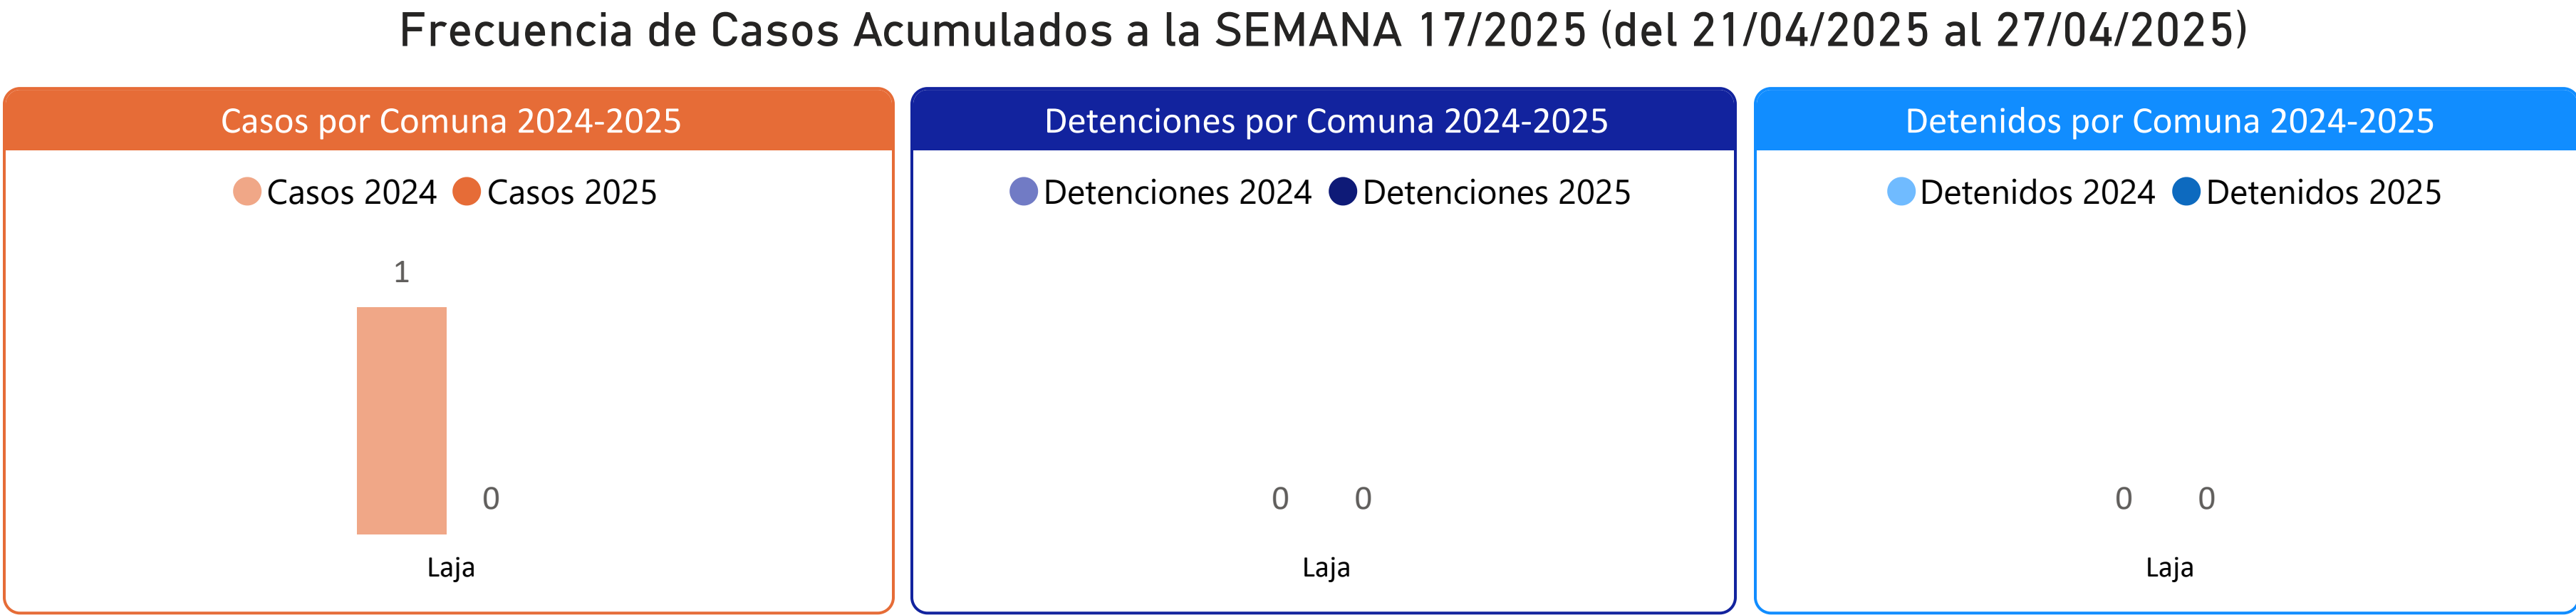 Frecuencia de Casos Acumulados a la SEMANA 17/2025 (del 21/04/2025 al 27/04/2025)
Casos por Comuna 2024-2025
Casos 2024 Casos 2025
1
0
Laja
Detenciones por Comuna 2024-2025
Detenciones 2024 Detenciones 2025
0 0
Laja
Detenidos por Comuna 2024-2025
Detenidos 2024 Detenidos 2025
0 0
Laja